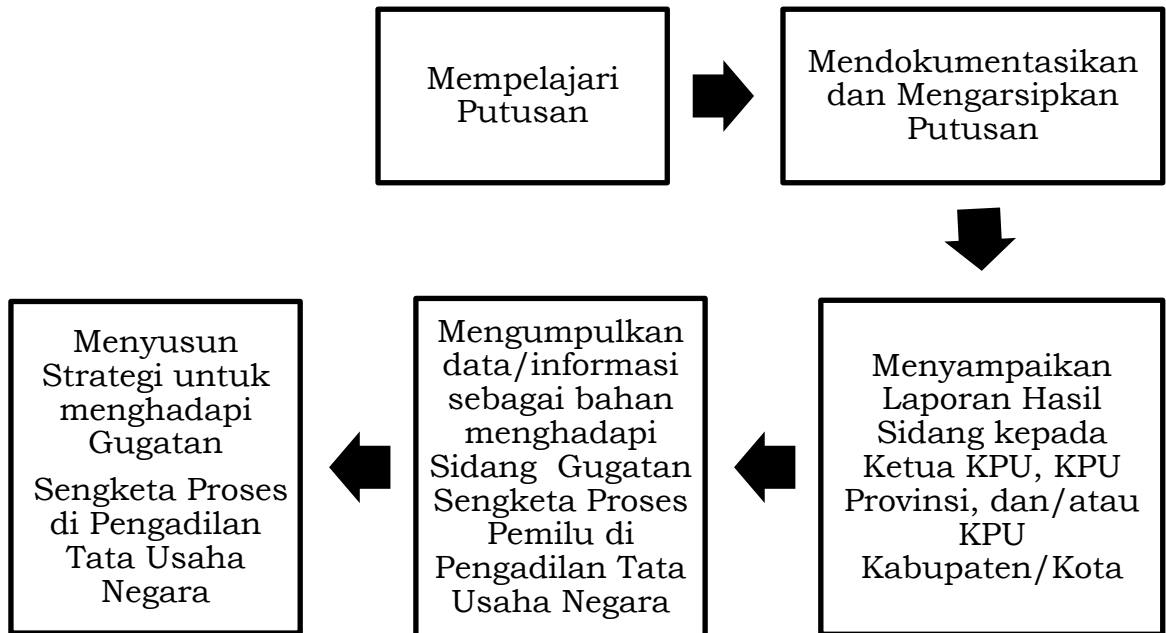 Mempelajari
Putusan
Mendokumentasikan
dan Mengarsipkan
Putusan
Menyampaikan
Laporan Hasil
Sidang kepada
Ketua KPU, KPU
Provinsi, dan/atau
KPU
Kabupaten/Kota
Mengumpulkan
data/informasi
sebagai bahan
menghadapi
Sidang Gugatan
Sengketa Proses
Pemilu di
Pengadilan Tata
Usaha Negara
Menyusun
Strategi untuk
menghadapi
Gugatan
Sengketa Proses
di Pengadilan
Tata Usaha
Negara